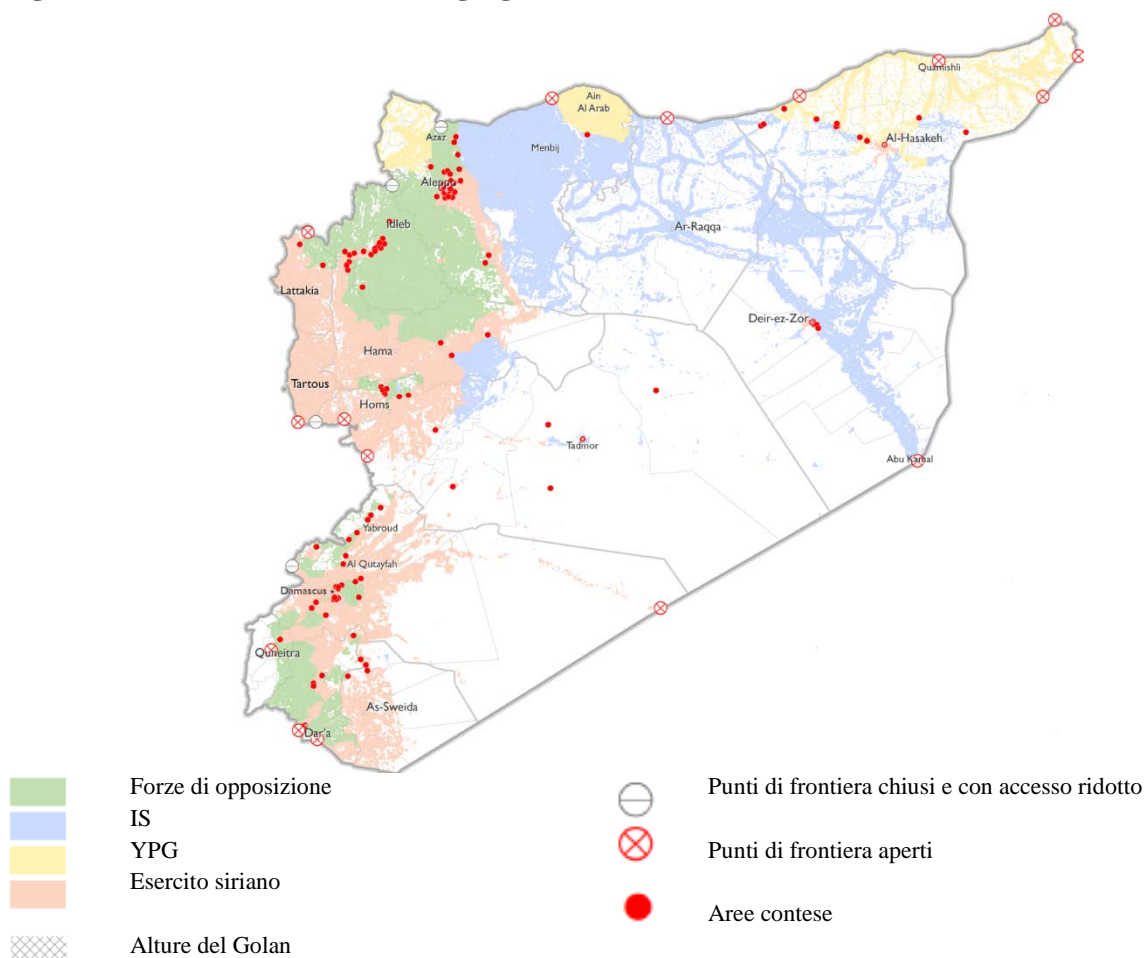 Quamishli
Ain
Al Arab
Azaz
Menbij
Al-Hasakeh
Aleppo
Idleb
Ar-Raqqa
Lattakia
Deir-ez-Zor
Hama
Tartous
Homs
Tadmor
Abu Kamal
Yabroud
Al Qutayfah
Damascus
Quneitra
As-Sweida
Dar'a
Forze di opposizione
IS
YPG
Esercito siriano
Alture del Golan
Punti di frontiera chiusi e con accesso ridotto
Punti di frontiera aperti
Aree contese